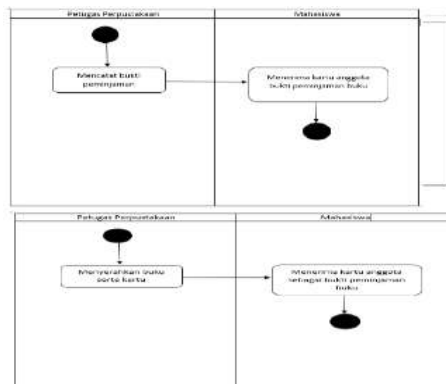 Petugas Perpustakaan
Mahasiswa
Mencatat bukti
peminjaman
Menerima kartu anggota
bukti peminjaman buku
Petugas Perpustakaan
Mahasiswa
Menyerahkan buku
serta kartu
Menerima kartu anggota
sebagai bukti peminjaman
buku